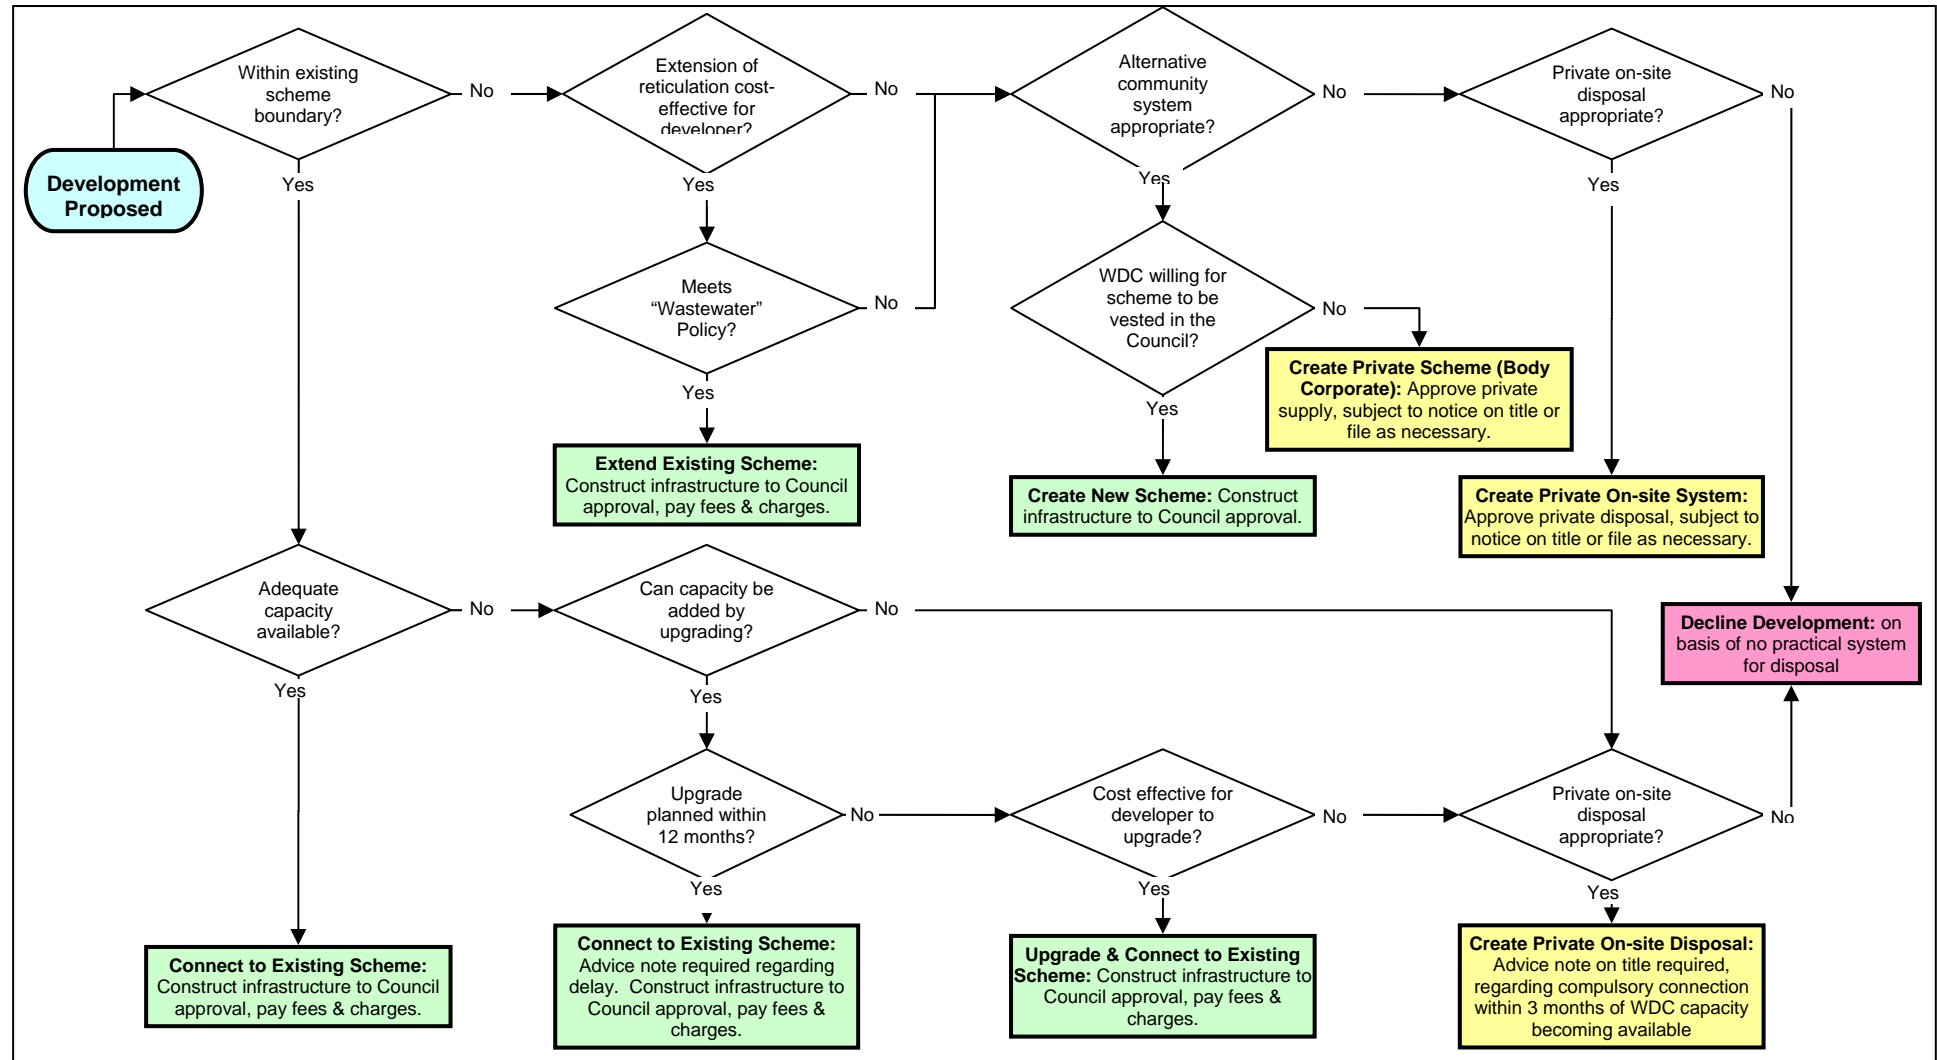 Within existing
scheme
boundary?
No
Extension of
reticulation cost-
effective for
developer?
No
Alternative
community
system
appropriate?
No
Private on-site
disposal
appropriate?
No
Development
Proposed
Yes
Yes
Yes
Yes
Meets
“Wastewater”
Policy?
No
WDC willing for
scheme to be
vested in the
Council?
No
Yes
Yes
Create Private Scheme (Body
Corporate): Approve private
supply, subject to notice on title or
file as necessary.
Extend Existing Scheme:
Construct infrastructure to Council
approval, pay fees & charges.
Create New Scheme: Construct
infrastructure to Council approval.
Create Private On-site System:
Approve private disposal, subject to
notice on title or file as necessary.
Adequate
capacity
available?
No
Can capacity be
added by
upgrading?
No
Decline Development: on
basis of no practical system
for disposal
Yes
Yes
Upgrade
planned within
12 months?
No
Cost effective for
developer to
upgrade?
No
Private on-site
disposal
appropriate?
No
Yes
Yes
Yes
Connect to Existing Scheme:
Construct infrastructure to Council
approval, pay fees & charges.
Connect to Existing Scheme:
Advice note required regarding
delay. Construct infrastructure to
Council approval, pay fees &
charges.
Upgrade & Connect to Existing
Scheme: Construct infrastructure to
Council approval, pay fees &
charges.
Create Private On-site Disposal:
Advice note on title required,
regarding compulsory connection
within 3 months of WDC capacity
becoming available